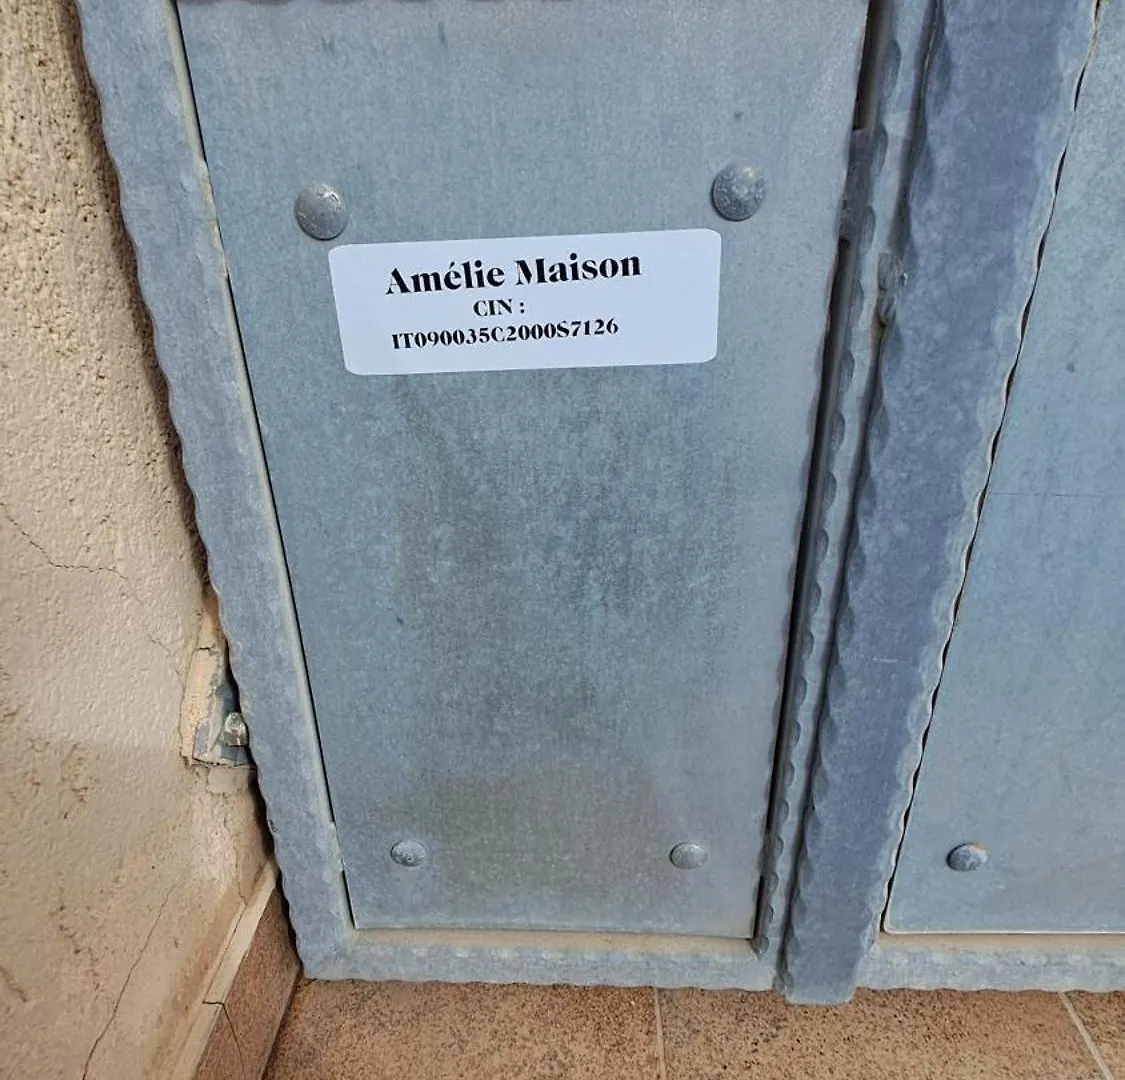 Amélie Maison
CIN :
IT090035C2000S7126